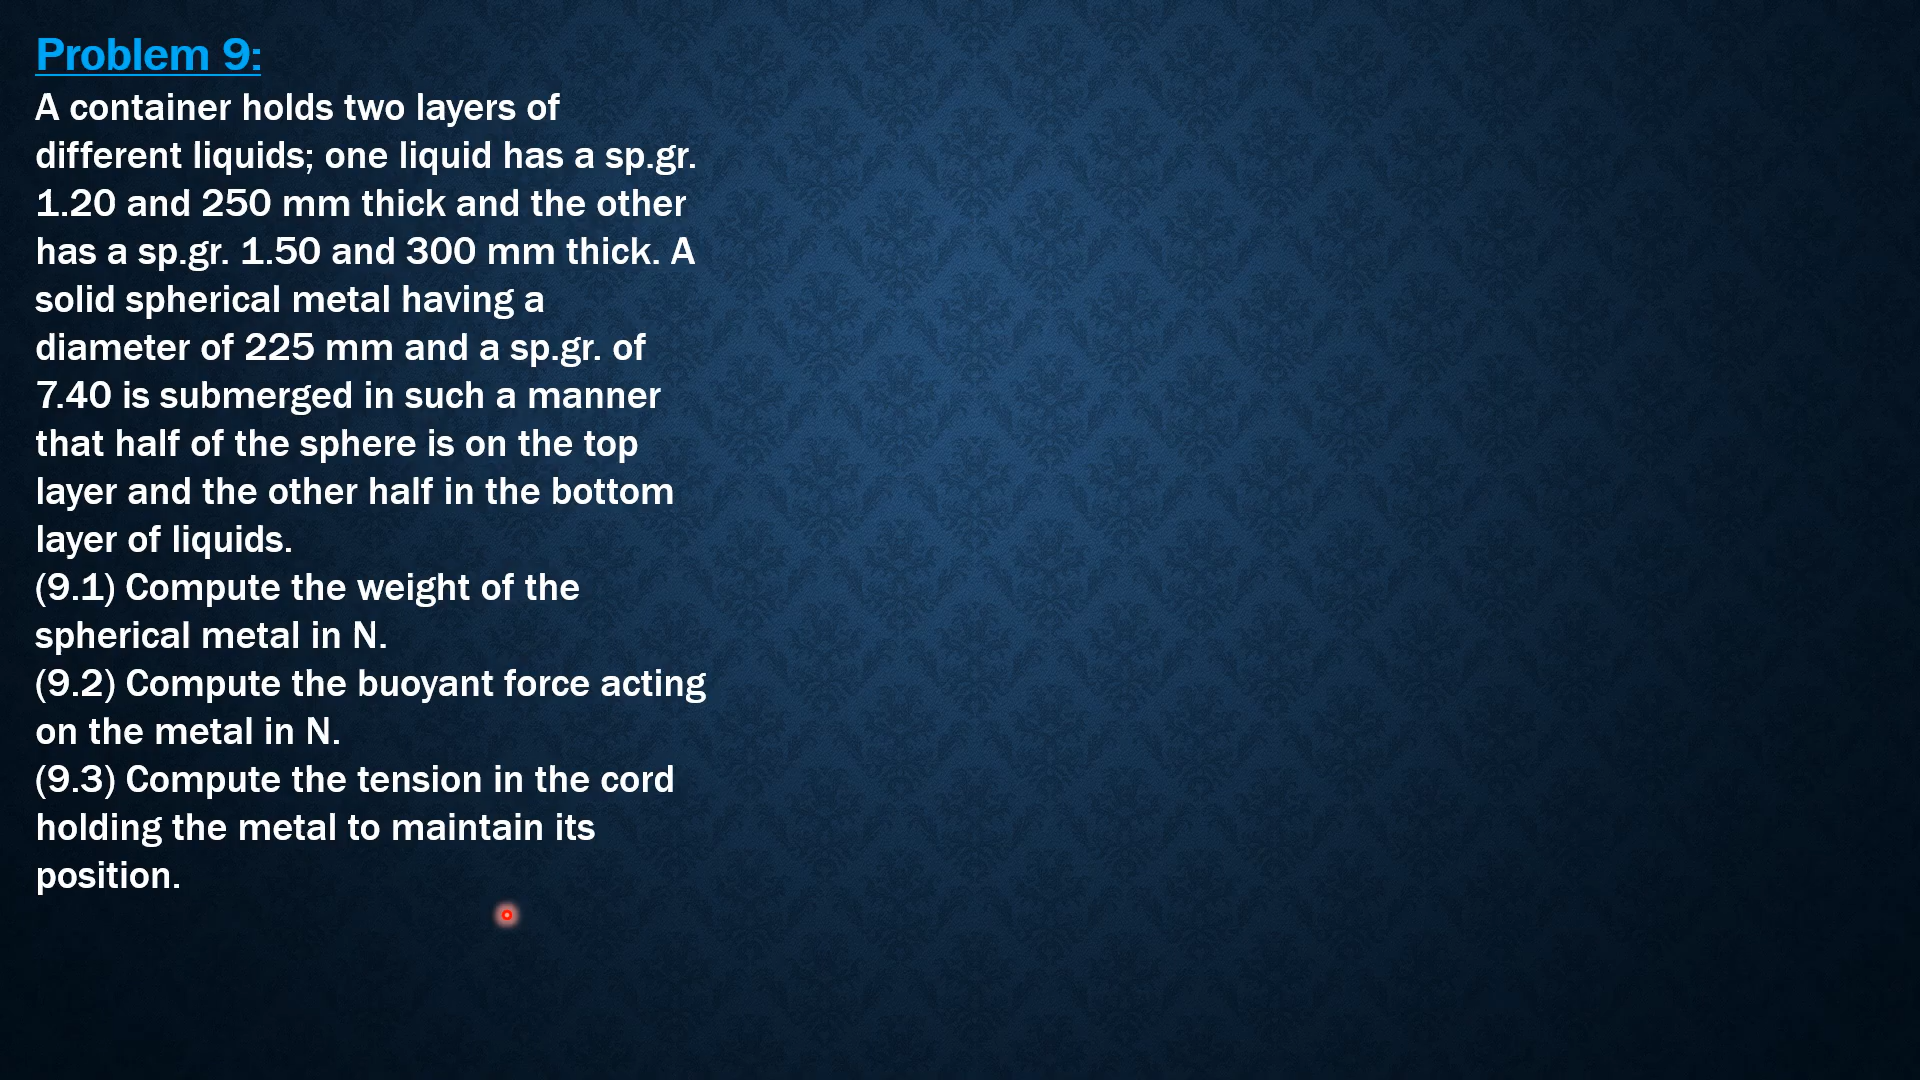 Problem 9:
A container holds two layers of
different liquids; one liquid has a sp.gr.
1.20 and 250 mm thick and the other
has a sp.gr. 1.50 and 300 mm thick. A
solid spherical metal having a
diameter of 225 mm and a sp.gr. of
7.40 is submerged in such a manner
that half of the sphere is on the top
layer and the other half in the bottom
layer of liquids.
(9.1) Compute the weight of the
spherical metal in N.
(9.2) Compute the buoyant force acting
on the metal in N.
(9.3) Compute the tension in the cord
holding the metal to maintain its
position.